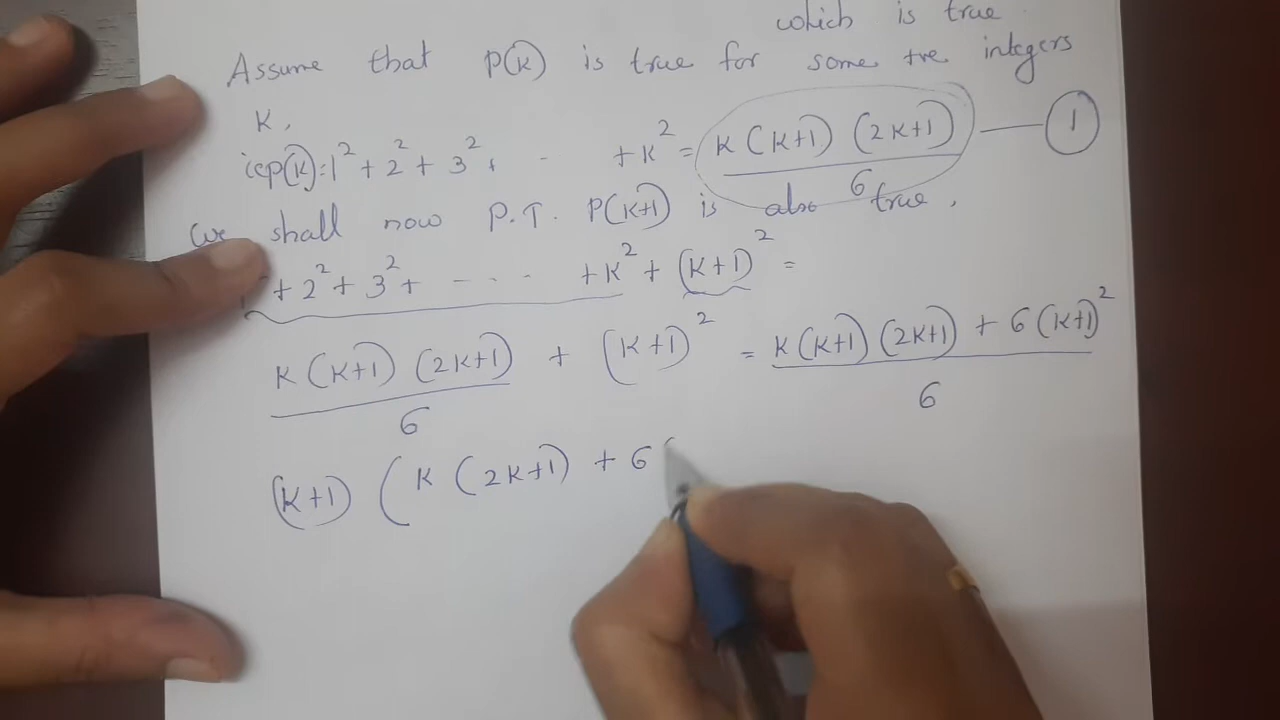 which is true
Assume that P(K) is true for some +ve integers
K,
ie P(K): 1² + 2² + 3² + - - + K² = K(K+1)(2K+1)/6 — 1
We shall now P.T. P(K+1) is also true,
+ 2² + 3² + - - - + K² + (K+1)² =
K(K+1)(2K+1)/6 + (K+1)² = K(K+1)(2K+1) + 6(K+1)²/6
(K+1) ( K (2K+1) + 6 (